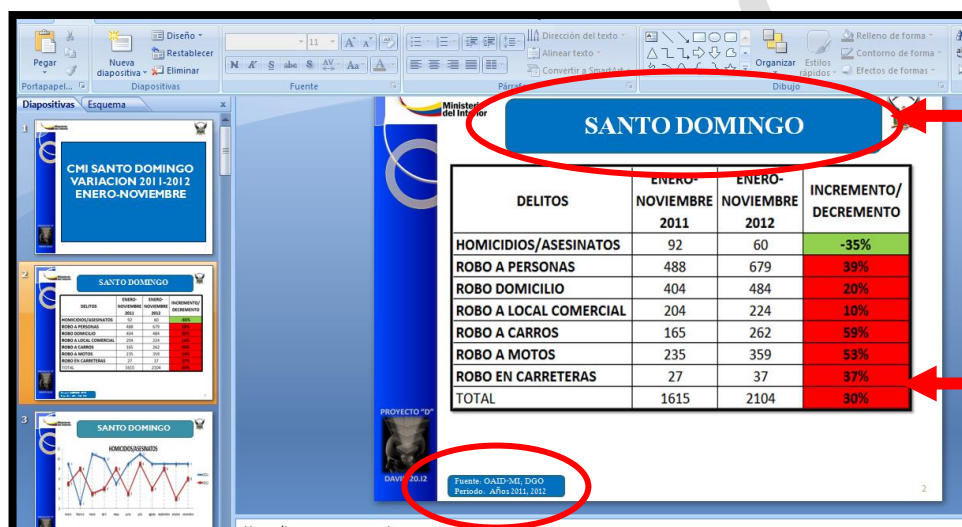 11
Dirección del texto
Relleno de forma
Diseño
Restablecer
Eliminar
Alinear texto
Contorno de forma
Pegar
Nueva
diapositiva
N K S abc S AV Aa A
Convertir a SmartArt
Organizar
Estilos
rápidos
Efectos de formas
Portapapel...
Diapositivas
Fuente
Párrafo
Dibujo
Diapositivas
Esquema
x
1
CMI SANTO DOMINGO
VARIACION 2011-2012
ENERO-NOVIEMBRE
2
SANTO DOMINGO
3
SANTO DOMINGO
HOMICIDIOS/ASESINATOS
Ministerio
del Interior
SANTO DOMINGO
DELITOS
ENERO-
NOVIEMBRE
2011
ENERO-
NOVIEMBRE
2012
INCREMENTO/
DECREMENTO
HOMICIDIOS/ASESINATOS 92 60 -35%
ROBO A PERSONAS 488 679 39%
ROBO DOMICILIO 404 484 20%
ROBO A LOCAL COMERCIAL 204 224 10%
ROBO A CARROS 165 262 59%
ROBO A MOTOS 235 359 53%
ROBO EN CARRETERAS 27 37 37%
TOTAL 1615 2104 30%
PROYECTO "D"
Fuente: OAID-MI, DGO
Periodo. Años 2011, 2012
2